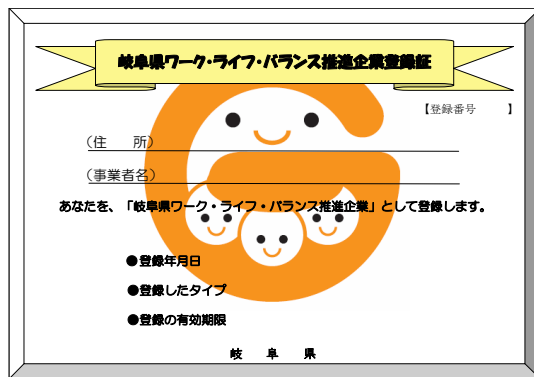 岐阜県ワーク・ライフ・バランス推進企業登録証
【登録番号　　　】
（住　　所）
（事業者名）
あなたを、「岐阜県ワーク・ライフ・バランス推進企業」として登録します。
●登録年月日
●登録したタイプ
●登録の有効期限
岐　阜　県